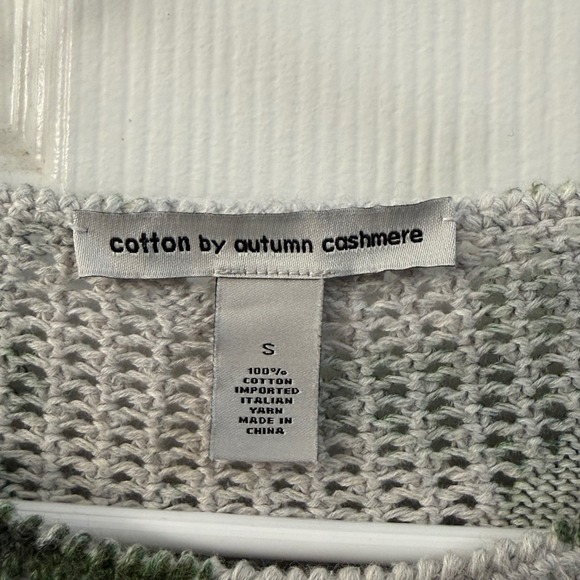 cotton by autumn cashmere
S
100%
COTTON
IMPORTED
ITALIAN
YARN
MADE IN
CHINA